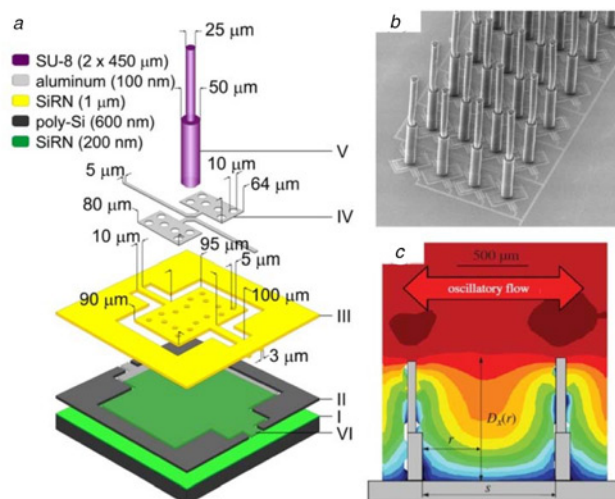 a
25 μm
SU-8 (2 x 450 μm)
aluminum (100 nm)
SiRN (1 μm)
poly-Si (600 nm)
SiRN (200 nm)
50 μm
V
10 μm
64 μm
5 μm
IV
80 μm
95 μm
10 μm
5 μm
90 μm
100 μm
III
3 μm
II
I
VI
b
c
500 μm
oscillatory flow
Ds(r)
r
s